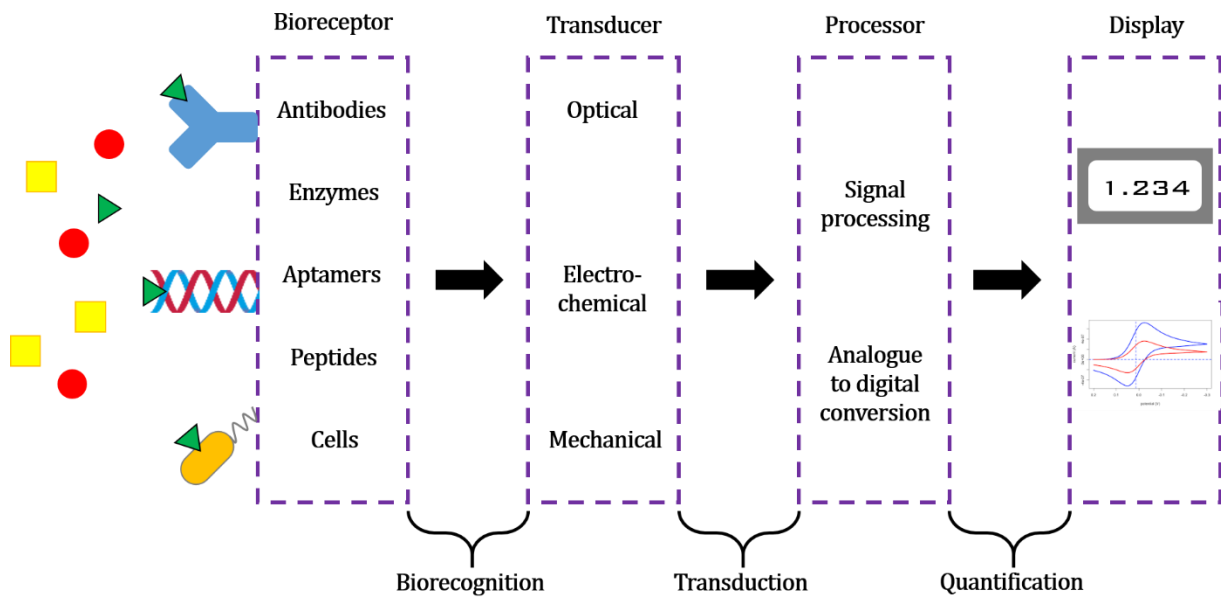 Bioreceptor
Transducer
Processor
Display
Antibodies
Enzymes
Aptamers
Peptides
Cells
Optical
Electro-
chemical
Mechanical
Signal
processing
Analogue
to digital
conversion
1.234
Biorecognition
Transduction
Quantification